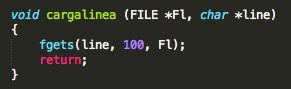 void cargalinea (FILE *Fl, char *line)
{
    fgets(line, 100, Fl);
    return;
}